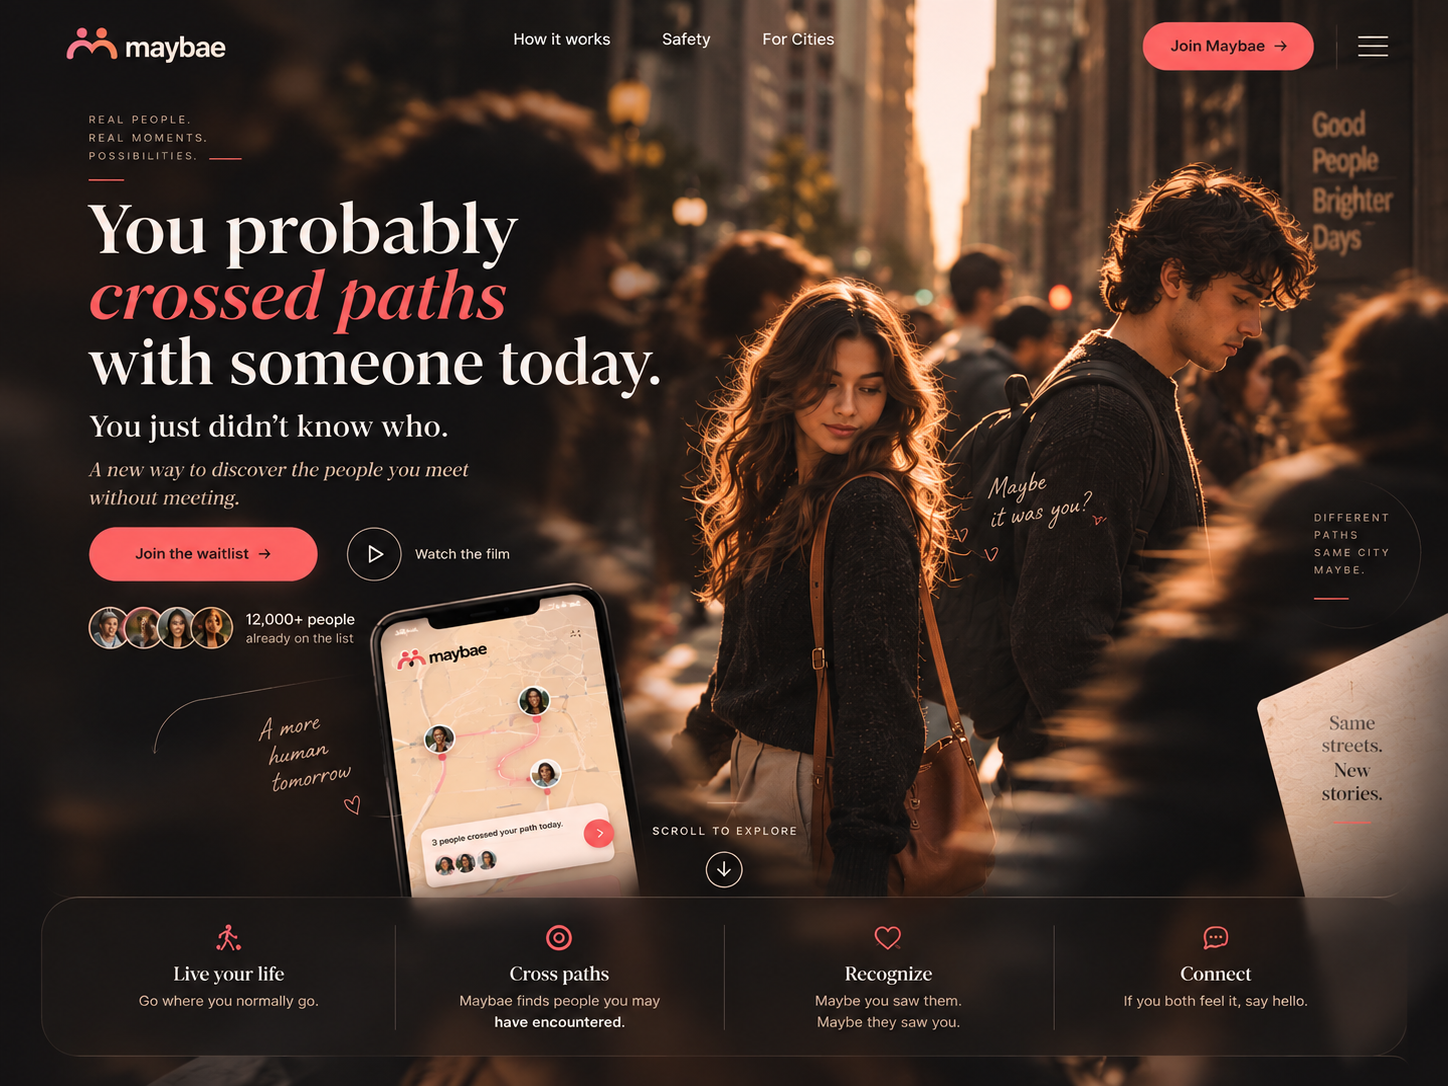 maybae
How it works
Safety
For Cities
Join Maybae →
REAL PEOPLE.
REAL MOMENTS.
POSSIBILITIES.
You probably
crossed paths
with someone today.
You just didn't know who.
A new way to discover the people you meet
without meeting.
Join the waitlist →
Watch the film
12,000+ people
already on the list
A more
human
tomorrow
maybae
3 people crossed your path today.
Good
People
Brighter
Days
Maybe
it was you?
DIFFERENT
PATHS
SAME CITY
MAYBE.
Same
streets.
New
stories.
SCROLL TO EXPLORE
Live your life
Go where you normally go.
Cross paths
Maybae finds people you may
have encountered.
Recognize
Maybe you saw them.
Maybe they saw you.
Connect
If you both feel it, say hello.